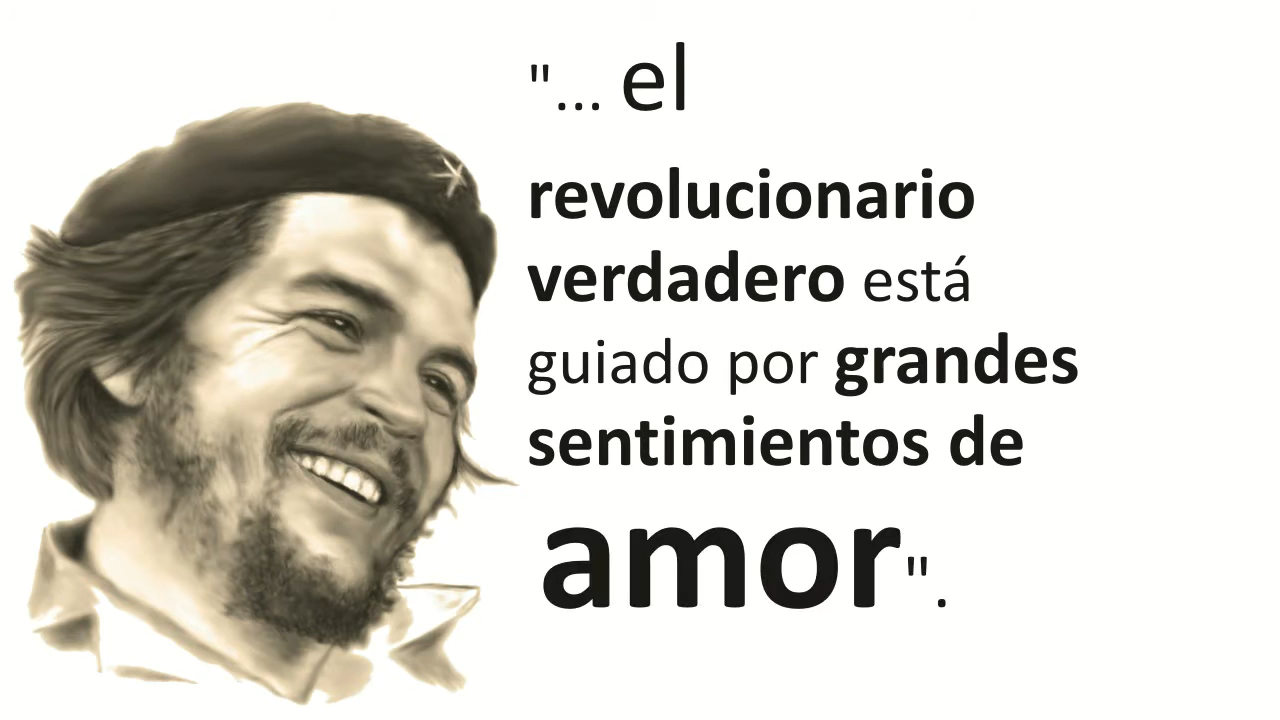 "... el
revolucionario
verdadero está
guiado por grandes
sentimientos de
amor".